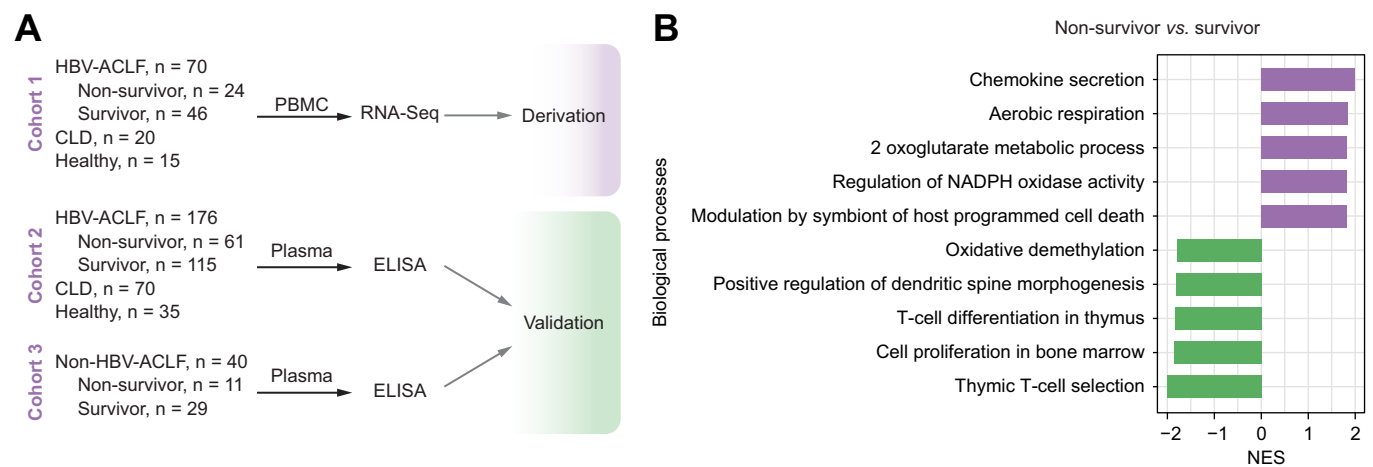 A
Cohort 1
HBV-ACLF, n = 70
Non-survivor, n = 24
Survivor, n = 46
CLD, n = 20
Healthy, n = 15
PBMC
RNA-Seq
Derivation
Cohort 2
HBV-ACLF, n = 176
Non-survivor, n = 61
Survivor, n = 115
CLD, n = 70
Healthy, n = 35
Plasma
ELISA
Validation
Cohort 3
Non-HBV-ACLF, n = 40
Non-survivor, n = 11
Survivor, n = 29
Plasma
ELISA
B
Non-survivor vs. survivor
Biological processes
Chemokine secretion
Aerobic respiration
2 oxoglutarate metabolic process
Regulation of NADPH oxidase activity
Modulation by symbiont of host programmed cell death
Oxidative demethylation
Positive regulation of dendritic spine morphogenesis
T-cell differentiation in thymus
Cell proliferation in bone marrow
Thymic T-cell selection
−2 −1 0 1 2
NES